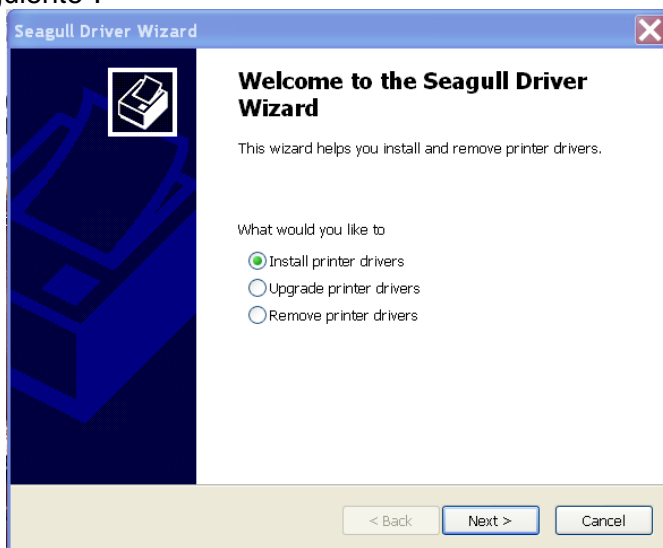 Seagull Driver Wizard
Welcome to the Seagull Driver
Wizard
This wizard helps you install and remove printer drivers.
What would you like to
Install printer drivers
Upgrade printer drivers
Remove printer drivers
< Back Next > Cancel